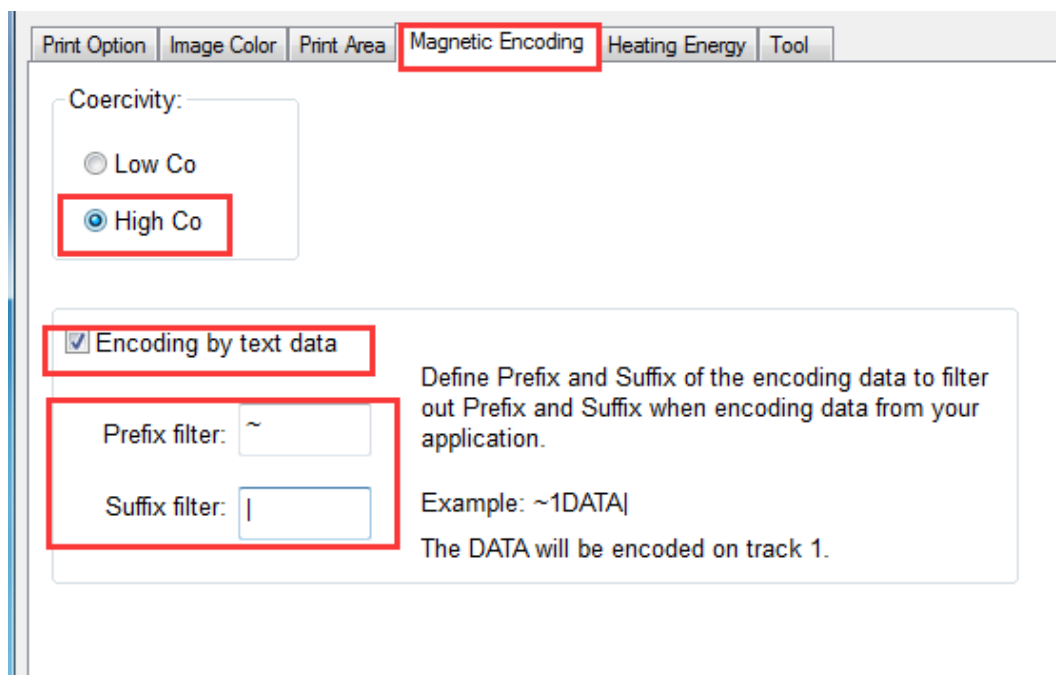 Print Option Image Color Print Area Magnetic Encoding Heating Energy Tool
Coercivity:
Low Co
High Co
Encoding by text data
Prefix filter: ~
Suffix filter: |
Define Prefix and Suffix of the encoding data to filter
out Prefix and Suffix when encoding data from your
application.
Example: ~1DATA|
The DATA will be encoded on track 1.